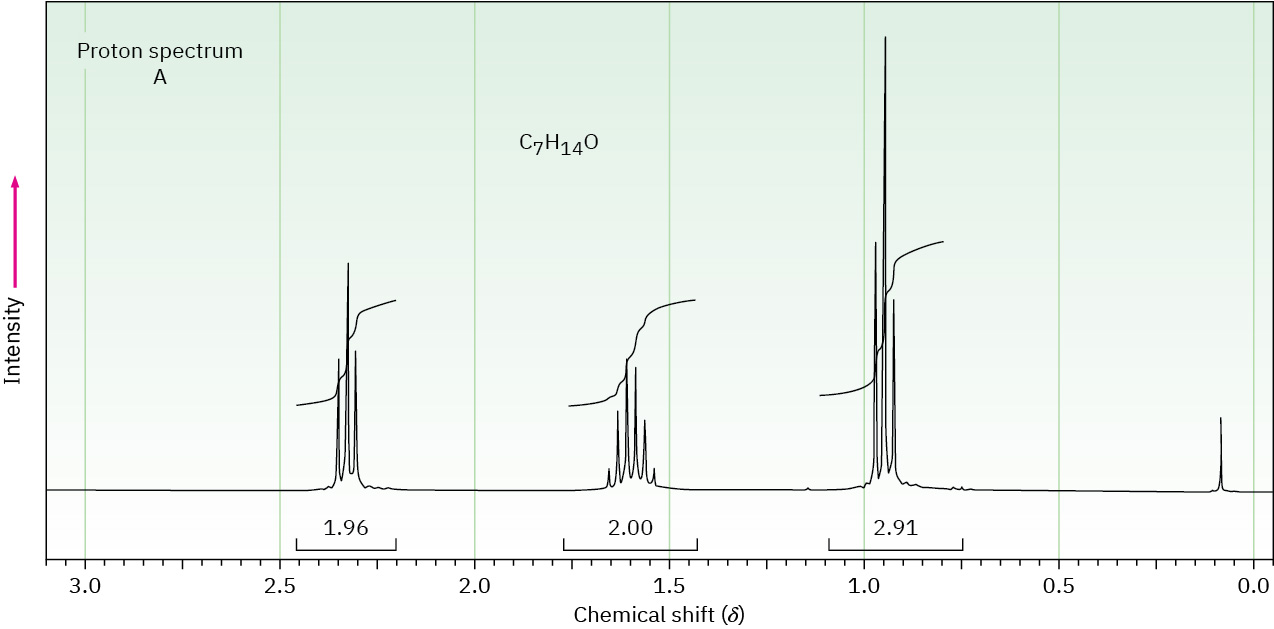 Proton spectrum
A
C₇H₁₄O
Intensity
1.96
2.00
2.91
3.0
2.5
2.0
1.5
1.0
0.5
0.0
Chemical shift (δ)